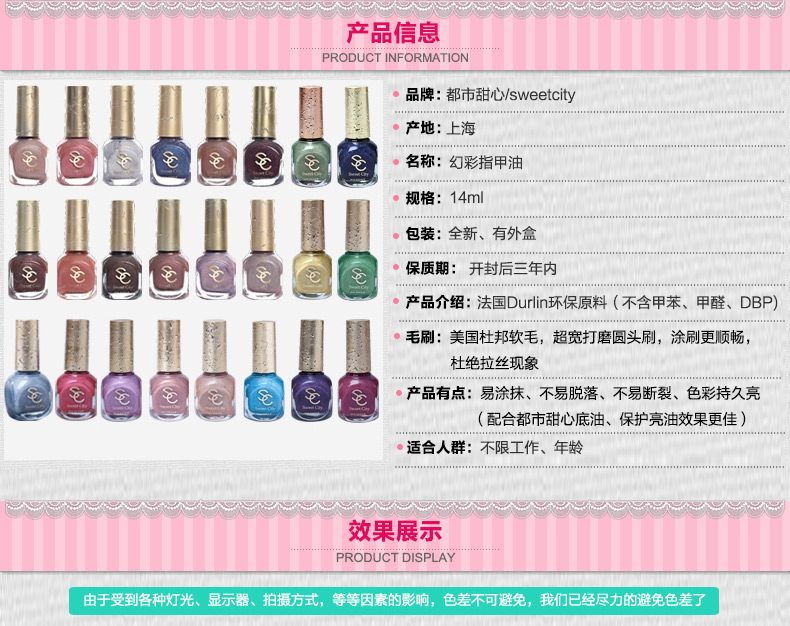 产品信息
PRODUCT INFORMATION
品牌：都市甜心/sweetcity
产地：上海
名称：幻彩指甲油
规格：14ml
包装：全新、有外盒
保质期：开封后三年内
产品介绍：法国Durlin环保原料（不含甲苯、甲醛、DBP)
毛刷：美国杜邦软毛，超宽打磨圆头刷，涂刷更顺畅，
杜绝拉丝现象
产品有点：易涂抹、不易脱落、不易断裂、色彩持久亮
（配合都市甜心底油、保护亮油效果更佳）
适合人群：不限工作、年龄
SC
Sweet City
效果展示
PRODUCT DISPLAY
由于受到各种灯光、显示器、拍摄方式，等等因素的影响，色差不可避免，我们已经尽力的避免色差了